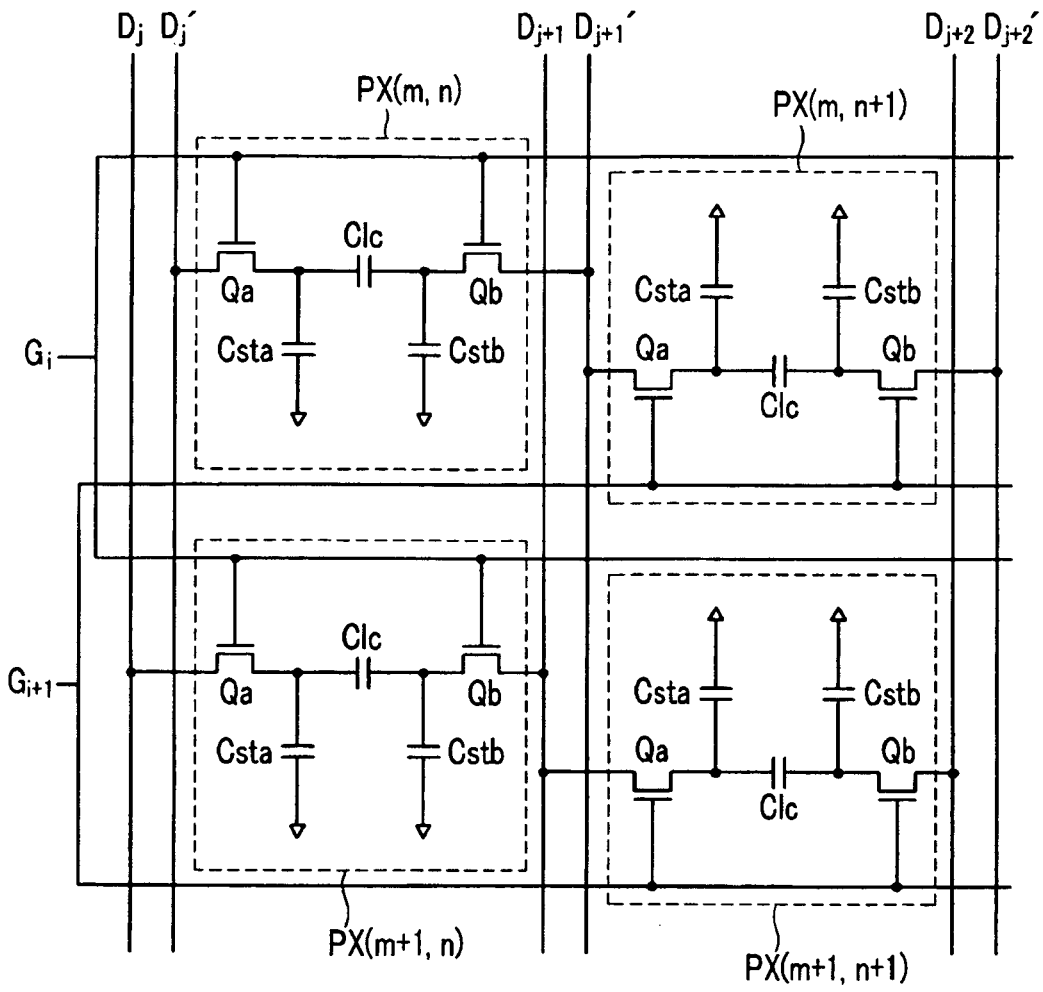 Dj Dj′ Dj+1 Dj+1′ Dj+2 Dj+2′
PX(m, n)
PX(m, n+1)
Clc
Qa Qb
Csta Cstb
Csta Cstb
Qa Qb
Clc
Gi
Clc
Qa Qb
Csta Cstb
Gi+1
Csta Cstb
Qa Qb
Clc
PX(m+1, n)
PX(m+1, n+1)